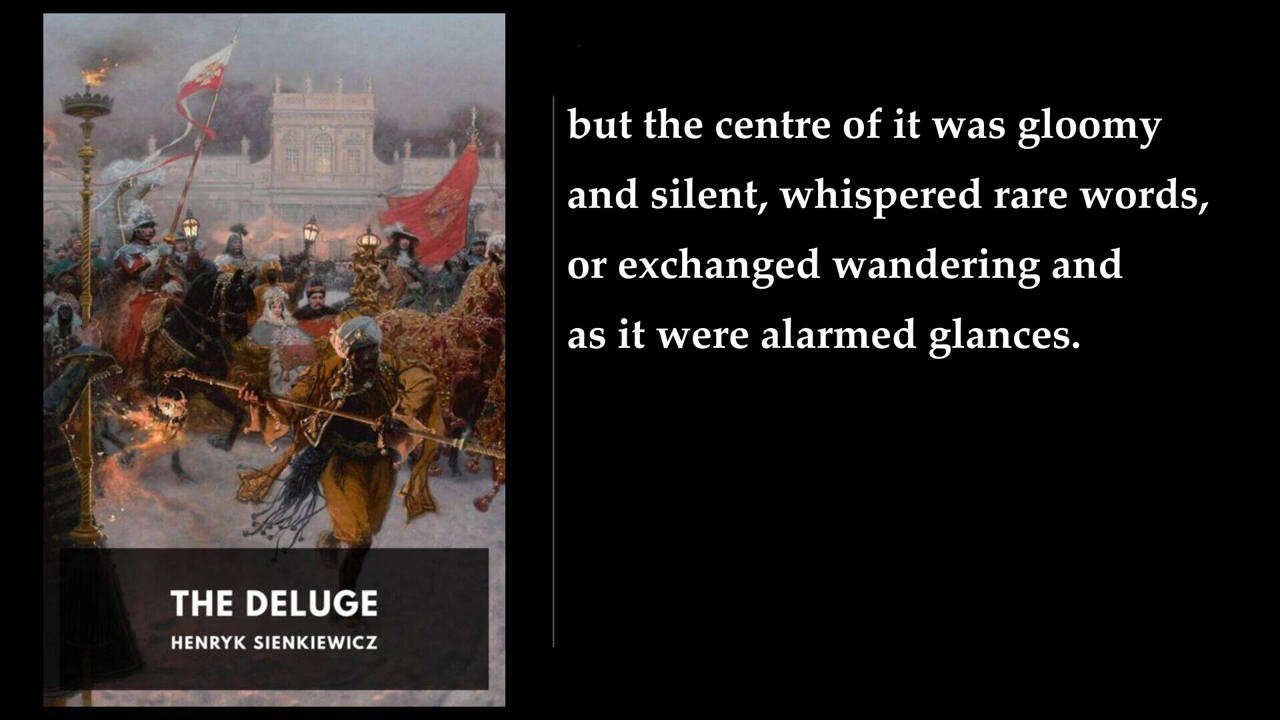 but the centre of it was gloomy
and silent, whispered rare words,
or exchanged wandering and
as it were alarmed glances.
THE DELUGE
HENRYK SIENKIEWICZ